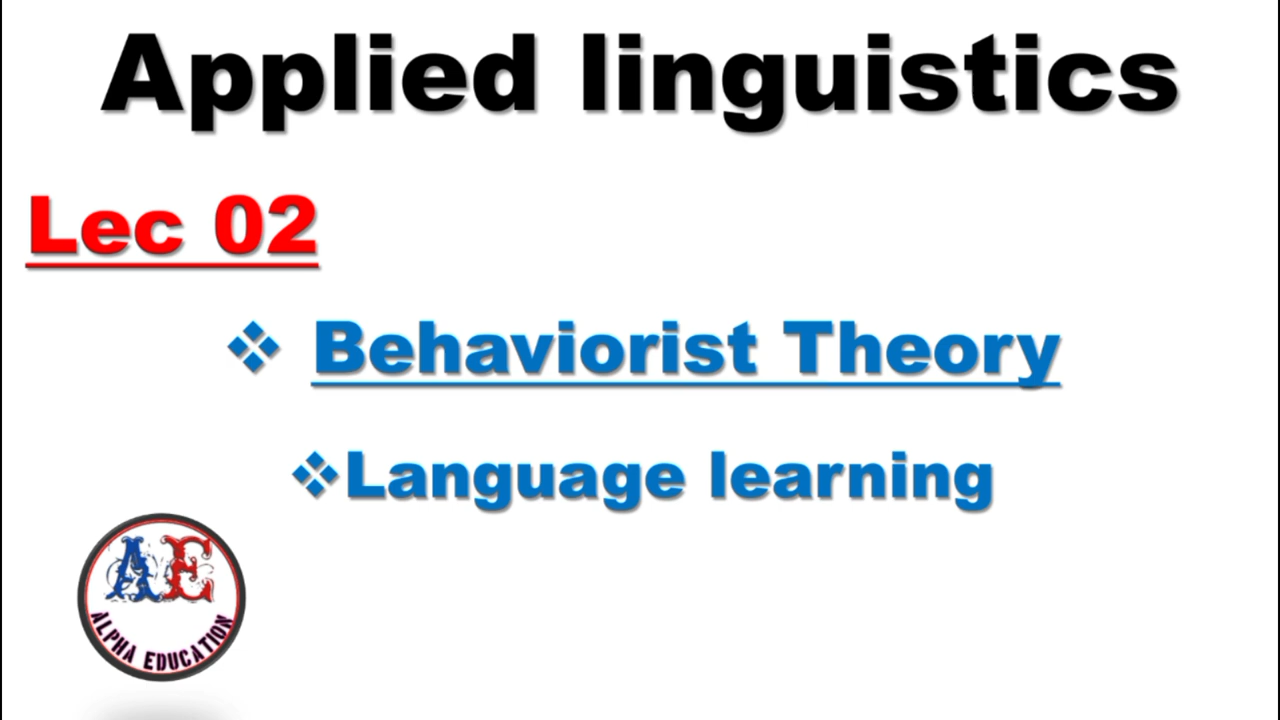 Applied linguistics
Lec 02
❖ Behaviorist Theory
❖Language learning
AE
ALPHA EDUCATION